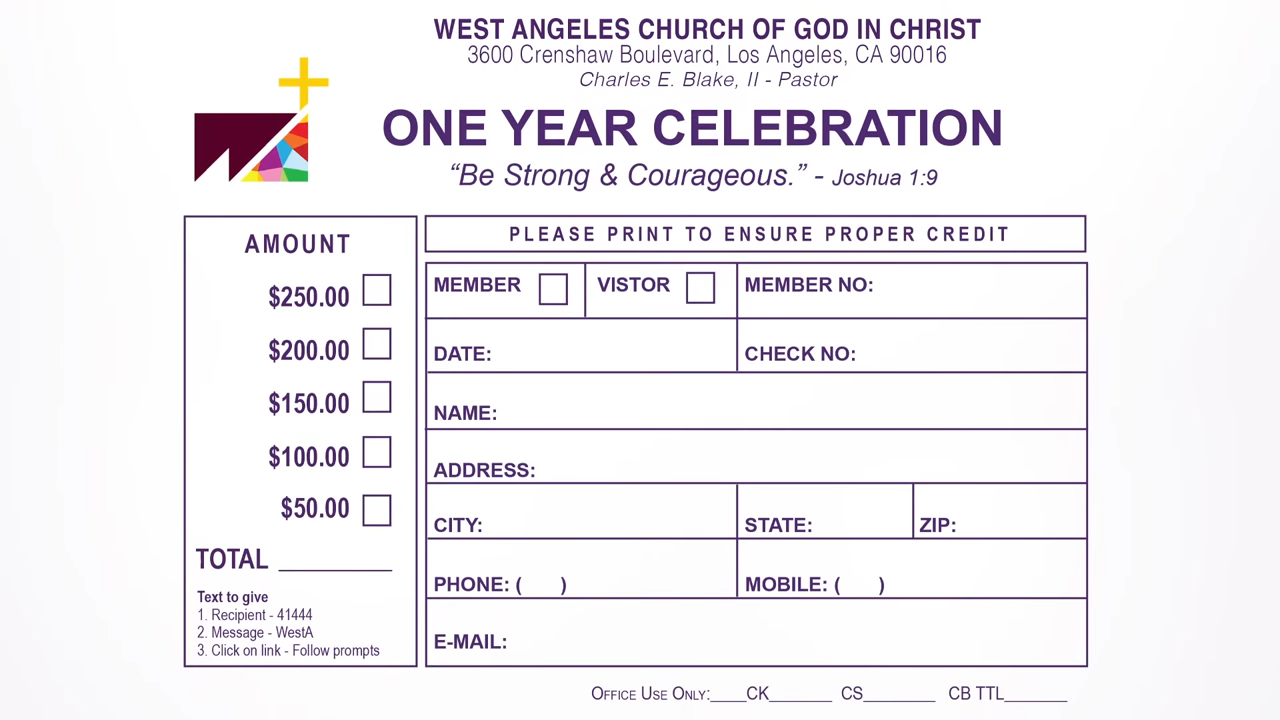 WEST ANGELES CHURCH OF GOD IN CHRIST
3600 Crenshaw Boulevard, Los Angeles, CA 90016
Charles E. Blake, II - Pastor
ONE YEAR CELEBRATION
“Be Strong & Courageous.” - Joshua 1:9
AMOUNT
$250.00
$200.00
$150.00
$100.00
$50.00
TOTAL ________
Text to give
1. Recipient - 41444
2. Message - WestA
3. Click on link - Follow prompts
PLEASE PRINT TO ENSURE PROPER CREDIT
MEMBER VISTOR MEMBER NO:
DATE: CHECK NO:
NAME:
ADDRESS:
CITY: STATE: ZIP:
PHONE: ( ) MOBILE: ( )
E-MAIL:
Office Use Only:____CK_______ CS________ CB TTL_______